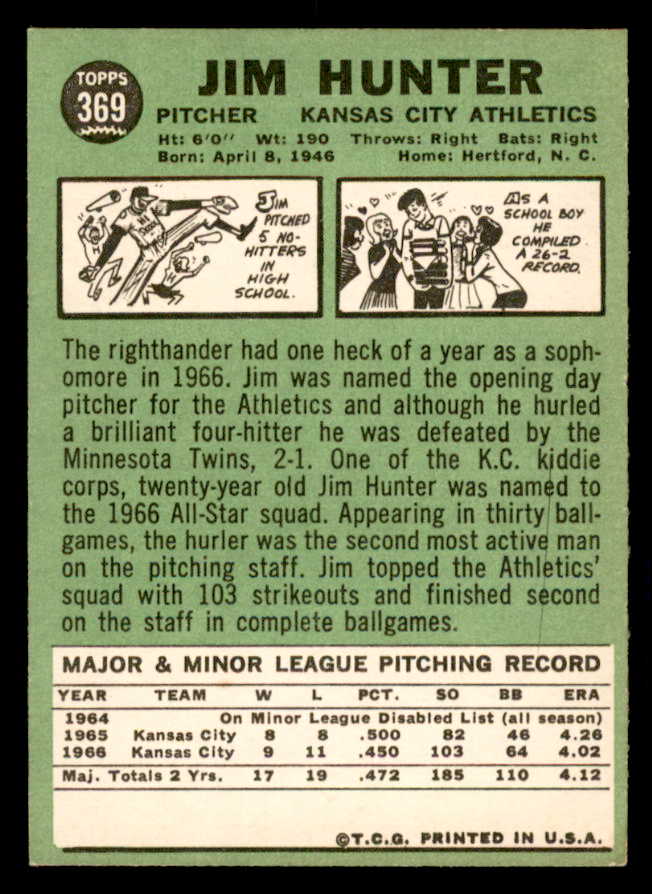 TOPPS
369
JIM HUNTER
PITCHER KANSAS CITY ATHLETICS
Ht: 6'0" Wt: 190 Throws: Right Bats: Right
Born: April 8, 1946 Home: Hertford, N. C.
JIM
PITCHED
5 NO-
HITTERS
IN
HIGH
SCHOOL.
AS A
SCHOOL BOY
HE
COMPILED
A 26-2
RECORD.
The righthander had one heck of a year as a soph-
omore in 1966. Jim was named the opening day
pitcher for the Athletics and although he hurled
a brilliant four-hitter he was defeated by the
Minnesota Twins, 2-1. One of the K.C. kiddie
corps, twenty-year old Jim Hunter was named to
the 1966 All-Star squad. Appearing in thirty ball-
games, the hurler was the second most active man
on the pitching staff. Jim topped the Athletics'
squad with 103 strikeouts and finished second
on the staff in complete ballgames.
MAJOR & MINOR LEAGUE PITCHING RECORD
YEAR TEAM W L PCT. SO BB ERA
1964 On Minor League Disabled List (all season)
1965 Kansas City 8 8 .500 82 46 4.26
1966 Kansas City 9 11 .450 103 64 4.02
Maj. Totals 2 Yrs. 17 19 .472 185 110 4.12
©T.C.G. PRINTED IN U.S.A.